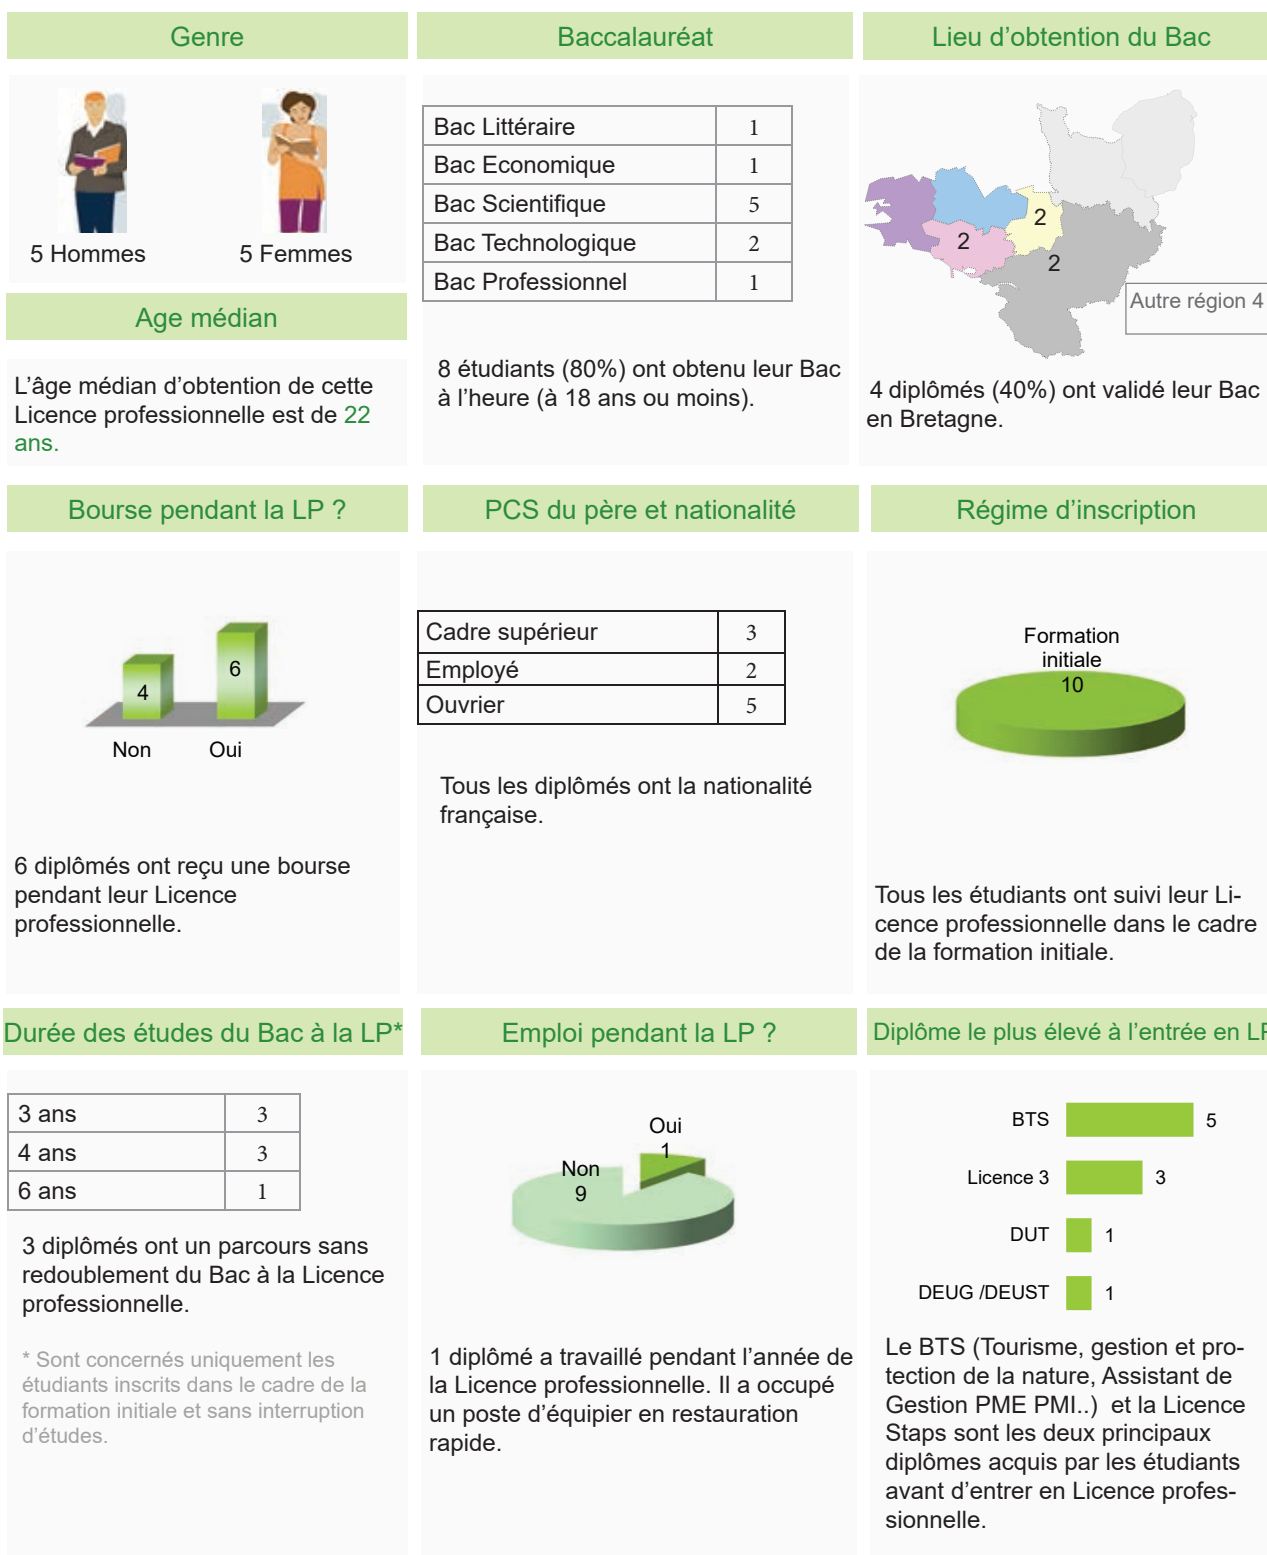 Genre
5 Hommes
5 Femmes
Age médian
L'âge médian d'obtention de cette
Licence professionnelle est de 22
ans.
Baccalauréat
Bac Littéraire 1
Bac Economique 1
Bac Scientifique 5
Bac Technologique 2
Bac Professionnel 1
8 étudiants (80%) ont obtenu leur Bac
à l'heure (à 18 ans ou moins).
Lieu d'obtention du Bac
2
2
2
Autre région 4
4 diplômés (40%) ont validé leur Bac
en Bretagne.
Bourse pendant la LP ?
4
6
Non
Oui
6 diplômés ont reçu une bourse
pendant leur Licence
professionnelle.
PCS du père et nationalité
Cadre supérieur 3
Employé 2
Ouvrier 5
Tous les diplômés ont la nationalité
française.
Régime d'inscription
Formation
initiale
10
Tous les étudiants ont suivi leur Li-
cence professionnelle dans le cadre
de la formation initiale.
Durée des études du Bac à la LP*
3 ans 3
4 ans 3
6 ans 1
3 diplômés ont un parcours sans
redoublement du Bac à la Licence
professionnelle.
* Sont concernés uniquement les
étudiants inscrits dans le cadre de la
formation initiale et sans interruption
d'études.
Emploi pendant la LP ?
Oui
1
Non
9
1 diplômé a travaillé pendant l'année de
la Licence professionnelle. Il a occupé
un poste d'équipier en restauration
rapide.
Diplôme le plus élevé à l'entrée en LP
BTS 5
Licence 3 3
DUT 1
DEUG /DEUST 1
Le BTS (Tourisme, gestion et pro-
tection de la nature, Assistant de
Gestion PME PMI..) et la Licence
Staps sont les deux principaux
diplômes acquis par les étudiants
avant d'entrer en Licence profes-
sionnelle.